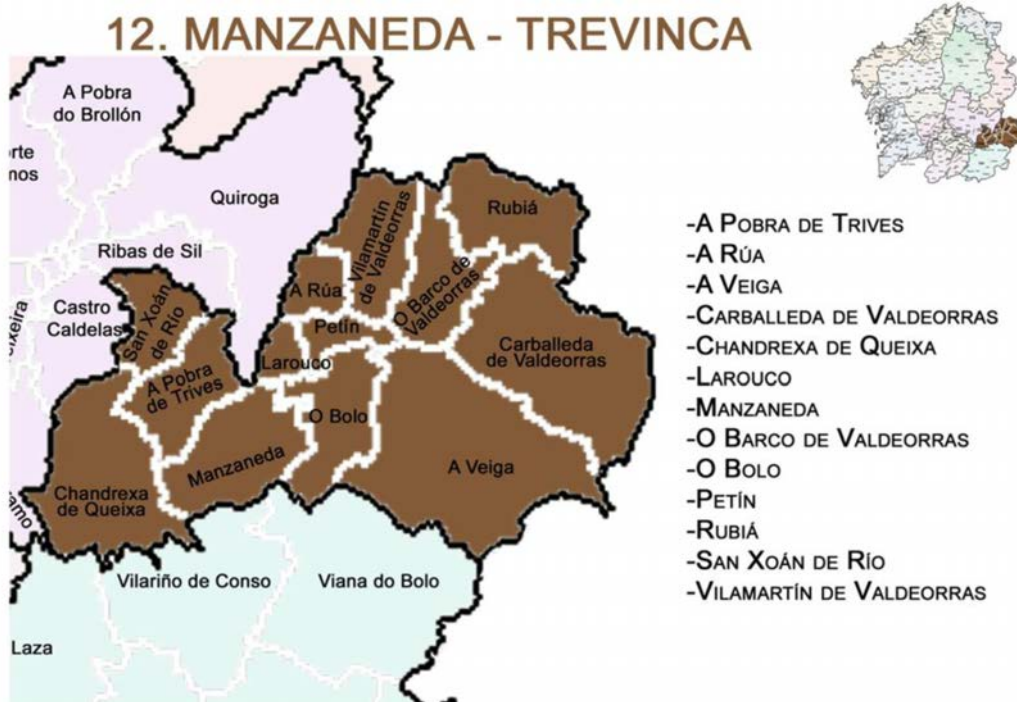 12. MANZANEDA - TREVINCA
A Pobra
do Brollón
Quiroga
Ribas de Sil
Castro
Caldelas
San Xoán
de Río
A Pobra
de Trives
Chandrexa
de Queixa
Manzaneda
Larouco
A Rúa
Petín
Vilamartín
de Valdeorras
O Barco de
Valdeorras
Rubiá
Carballeda
de Valdeorras
O Bolo
A Veiga
Vilariño de Conso
Viana do Bolo
Laza
-A POBRA DE TRIVES
-A RÚA
-A VEIGA
-CARBALLEDA DE VALDEORRAS
-CHANDREXA DE QUEIXA
-LAROUCO
-MANZANEDA
-O BARCO DE VALDEORRAS
-O BOLO
-PETÍN
-RUBIÁ
-SAN XOÁN DE RÍO
-VILAMARTÍN DE VALDEORRAS